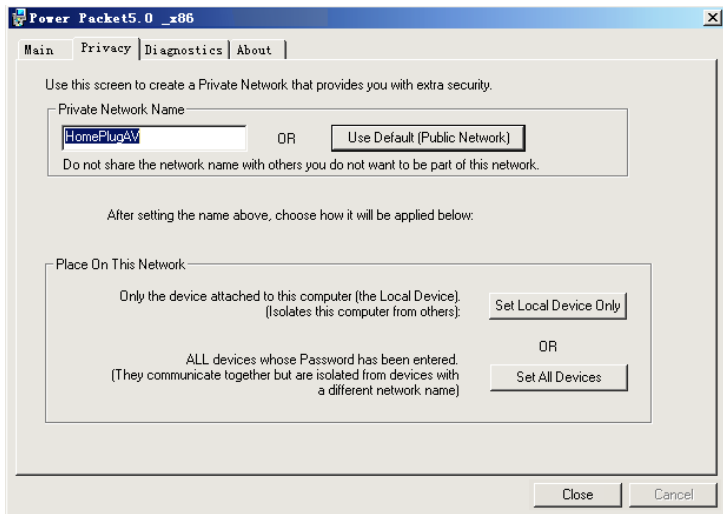 Power Packet5.0 _x86
Main Privacy Diagnostics About
Use this screen to create a Private Network that provides you with extra security.
Private Network Name
HomePlugAV OR Use Default (Public Network)
Do not share the network name with others you do not want to be part of this network.
After setting the name above, choose how it will be applied below:
Place On This Network
Only the device attached to this computer (the Local Device).
(Isolates this computer from others):
Set Local Device Only
OR
ALL devices whose Password has been entered.
(They communicate together but are isolated from devices with
a different network name)
Set All Devices
Close Cancel